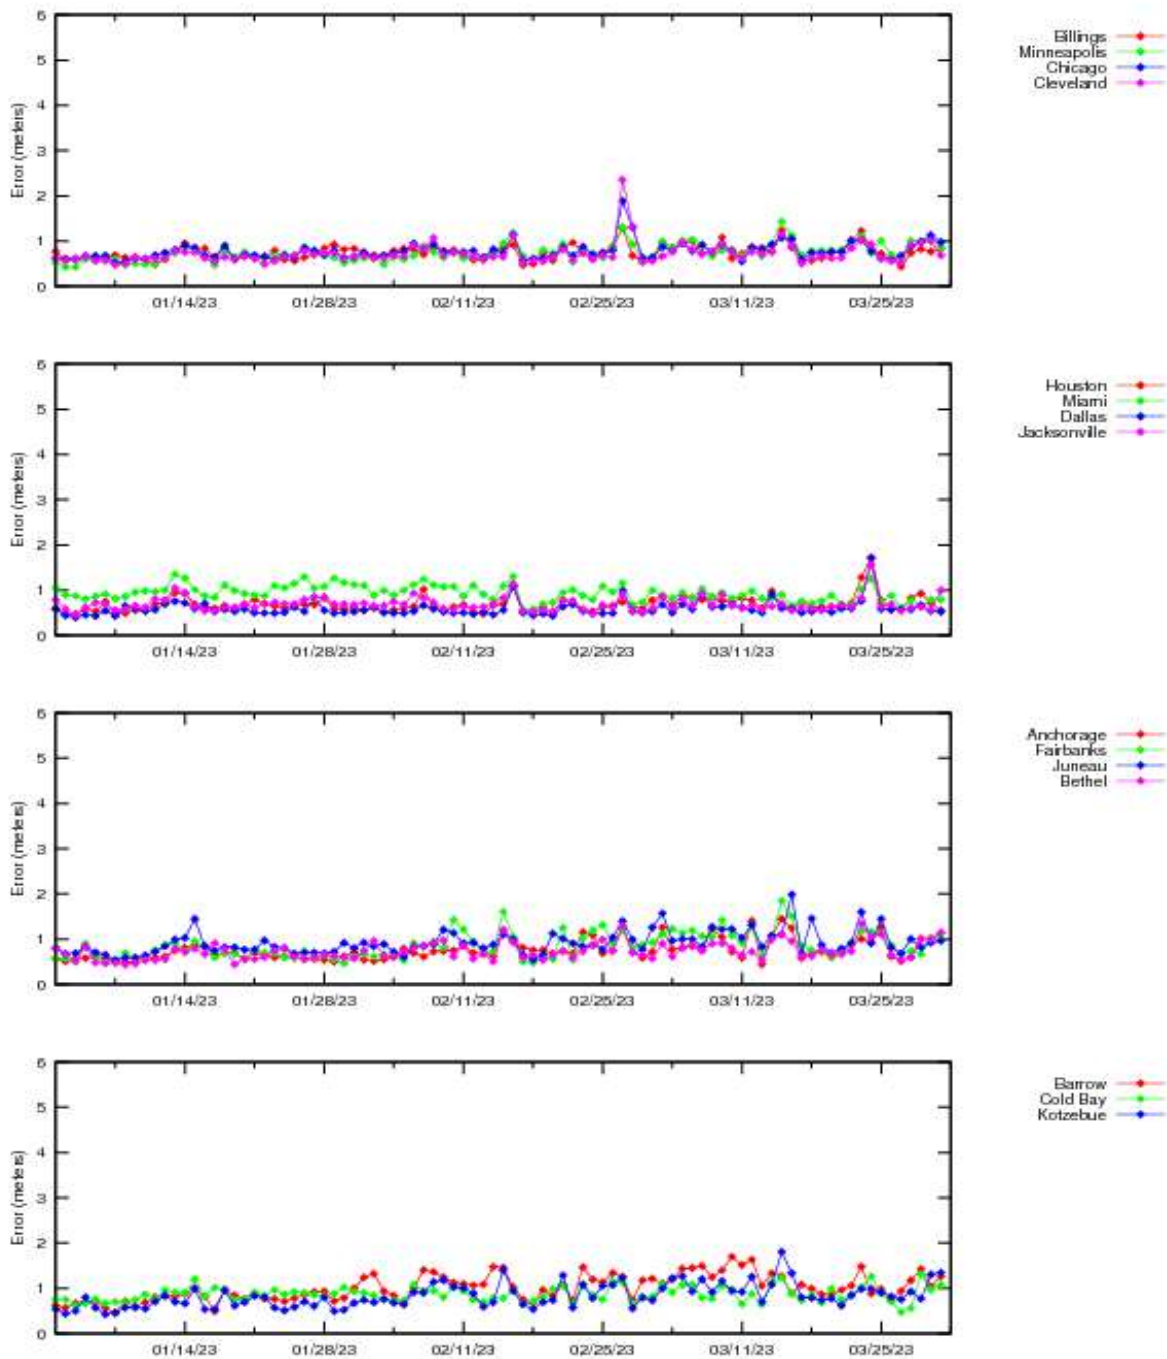 6
5
4
3
2
1
0
Error (meters)
01/14/23 01/28/23 02/11/23 02/25/23 03/11/23 03/25/23
Billings
Minneapolis
Chicago
Cleveland
6
5
4
3
2
1
0
Error (meters)
01/14/23 01/28/23 02/11/23 02/25/23 03/11/23 03/25/23
Houston
Miami
Dallas
Jacksonville
6
5
4
3
2
1
0
Error (meters)
01/14/23 01/28/23 02/11/23 02/25/23 03/11/23 03/25/23
Anchorage
Fairbanks
Juneau
Bethel
6
5
4
3
2
1
0
Error (meters)
01/14/23 01/28/23 02/11/23 02/25/23 03/11/23 03/25/23
Barrow
Cold Bay
Kotzebue